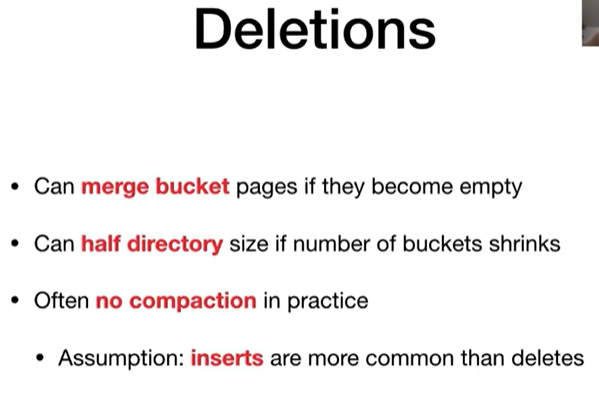 Deletions
• Can merge bucket pages if they become empty
• Can half directory size if number of buckets shrinks
• Often no compaction in practice
• Assumption: inserts are more common than deletes